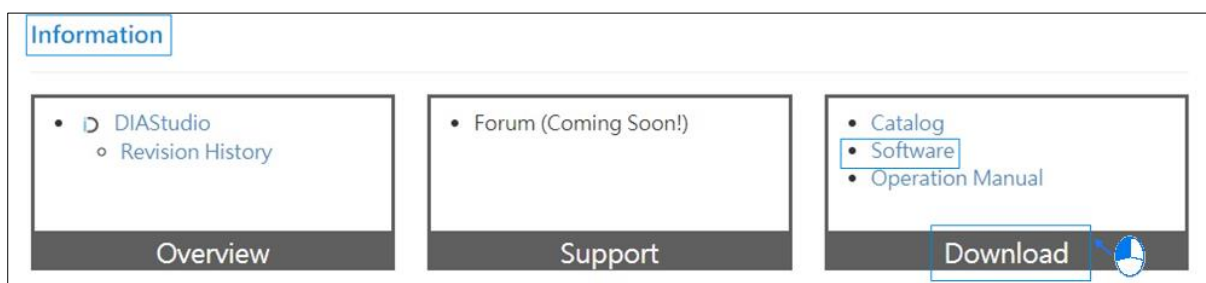 Information
DIAStudio
Revision History
Overview
Forum (Coming Soon!)
Support
Catalog
Software
Operation Manual
Download